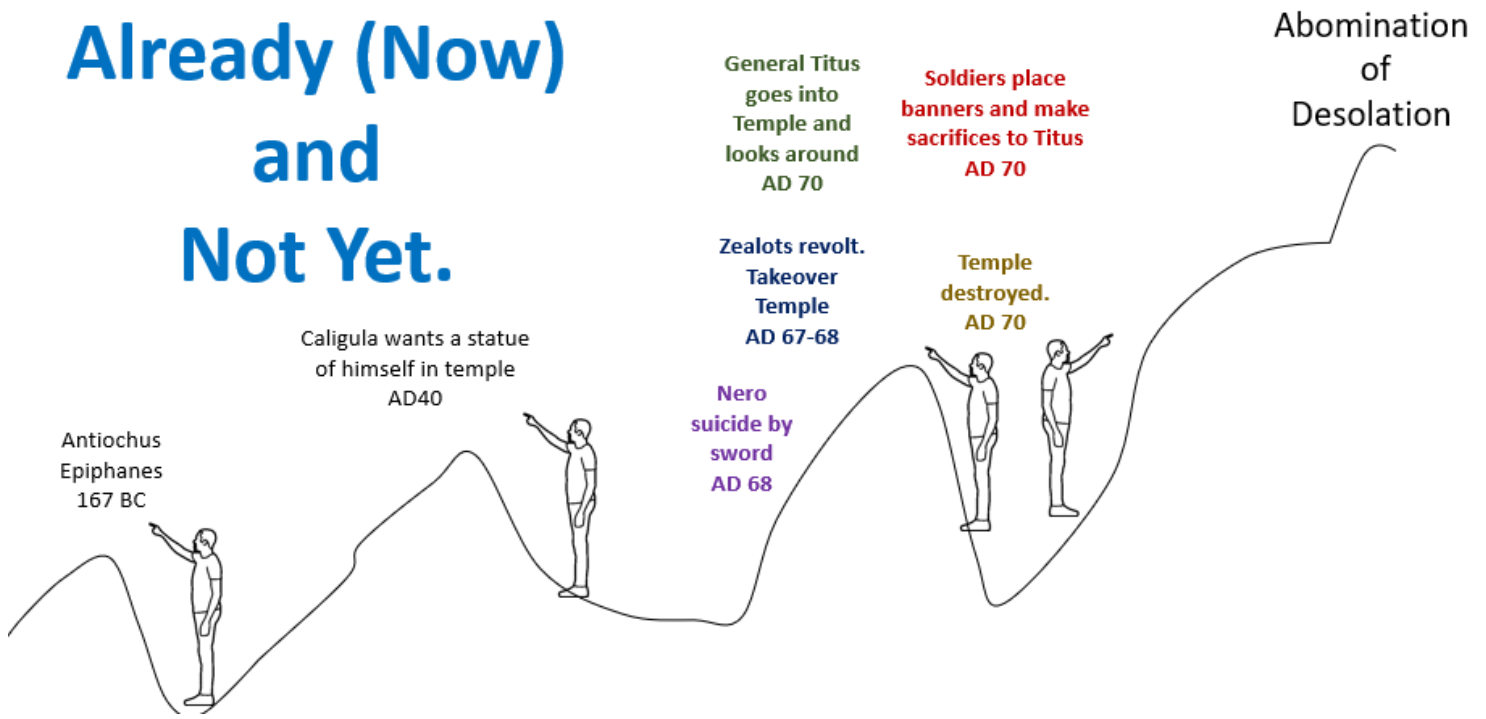 Already (Now)
and
Not Yet.
Antiochus
Epiphanes
167 BC
Caligula wants a statue
of himself in temple
AD40
General Titus
goes into
Temple and
looks around
AD 70
Zealots revolt.
Takeover
Temple
AD 67-68
Nero
suicide by
sword
AD 68
Soldiers place
banners and make
sacrifices to Titus
AD 70
Temple
destroyed.
AD 70
Abomination
of
Desolation